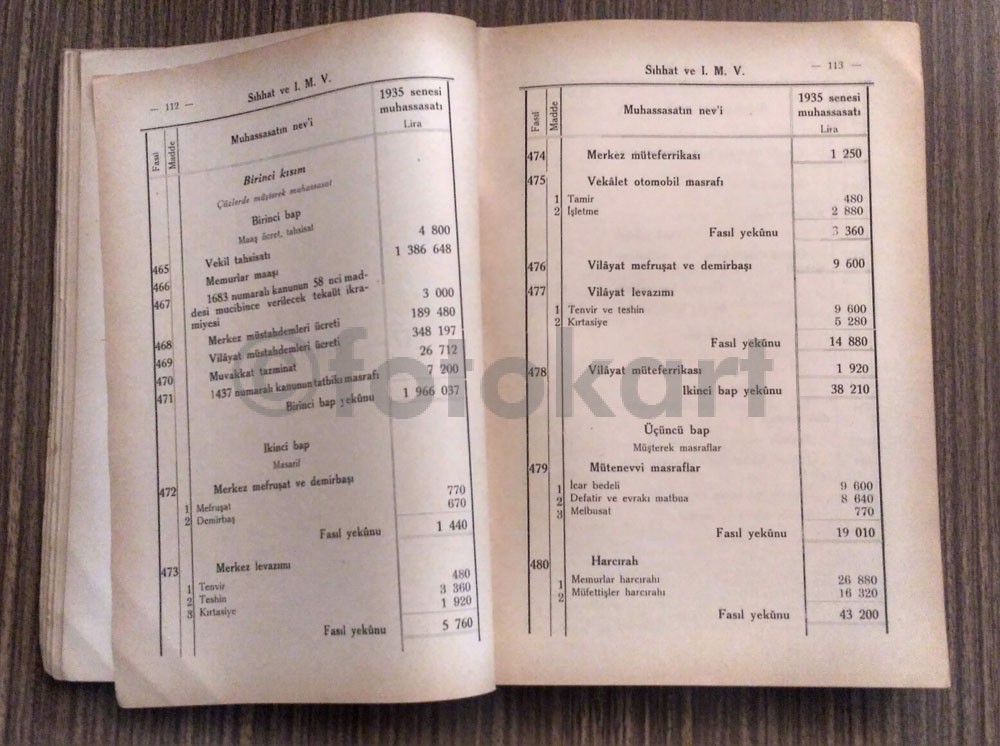 — 112 —
Sıhhat ve I. M. V.
Fasıl
Madde
Muhassasatın nev'i
1935 senesi
muhassasatı
Lira
Birinci kısım
Cüzlerde müşterek muhassasat
Birinci bap
Maaş ücret, tahsisat
465 Vekil tahsisatı 4 800
466 Memurlar maaşı 1 386 648
467 1683 numaralı kanunun 58 nci mad-
desi mucibince verilecek tekaüt ikra-
miyesi 3 000
468 Merkez müstahdemleri ücreti 189 480
469 Vilâyat müstahdemleri ücreti 348 197
470 Muvakkat tazminat 26 712
471 1437 numaralı kanunun tatbikı masrafı 7 200
Birinci bap yekûnu 1 966 037
Ikinci bap
Masarif
472 Merkez mefruşat ve demirbaşı
1 Mefruşat 770
2 Demirbaş 670
Fasıl yekûnu 1 440
473 Merkez levazımı
1 Tenvir 480
2 Teshin 3 360
3 Kırtasiye 1 920
Fasıl yekûnu 5 760
Sıhhat ve I. M. V.
— 113 —
Fasıl
Madde
Muhassasatın nev'i
1935 senesi
muhassasatı
Lira
474 Merkez müteferrikası 1 250
475 Vekâlet otomobil masrafı
1 Tamir 480
2 İşletme 2 880
Fasıl yekûnu 3 360
476 Vilâyat mefruşat ve demirbaşı 9 600
477 Vilâyat levazımı
1 Tenvir ve teshin 9 600
2 Kırtasiye 5 280
Fasıl yekûnu 14 880
478 Vilâyat müteferrikası 1 920
Ikinci bap yekûnu 38 210
Üçüncü bap
Müşterek masraflar
479 Mütenevvi masraflar
1 İcar bedeli 9 600
2 Defatir ve evrakı matbua 8 640
3 Melbusat 770
Fasıl yekûnu 19 010
480 Harcırah
1 Memurlar harcırahı 26 880
2 Müfettişler harcırahı 16 320
Fasıl yekûnu 43 200
@fotokart